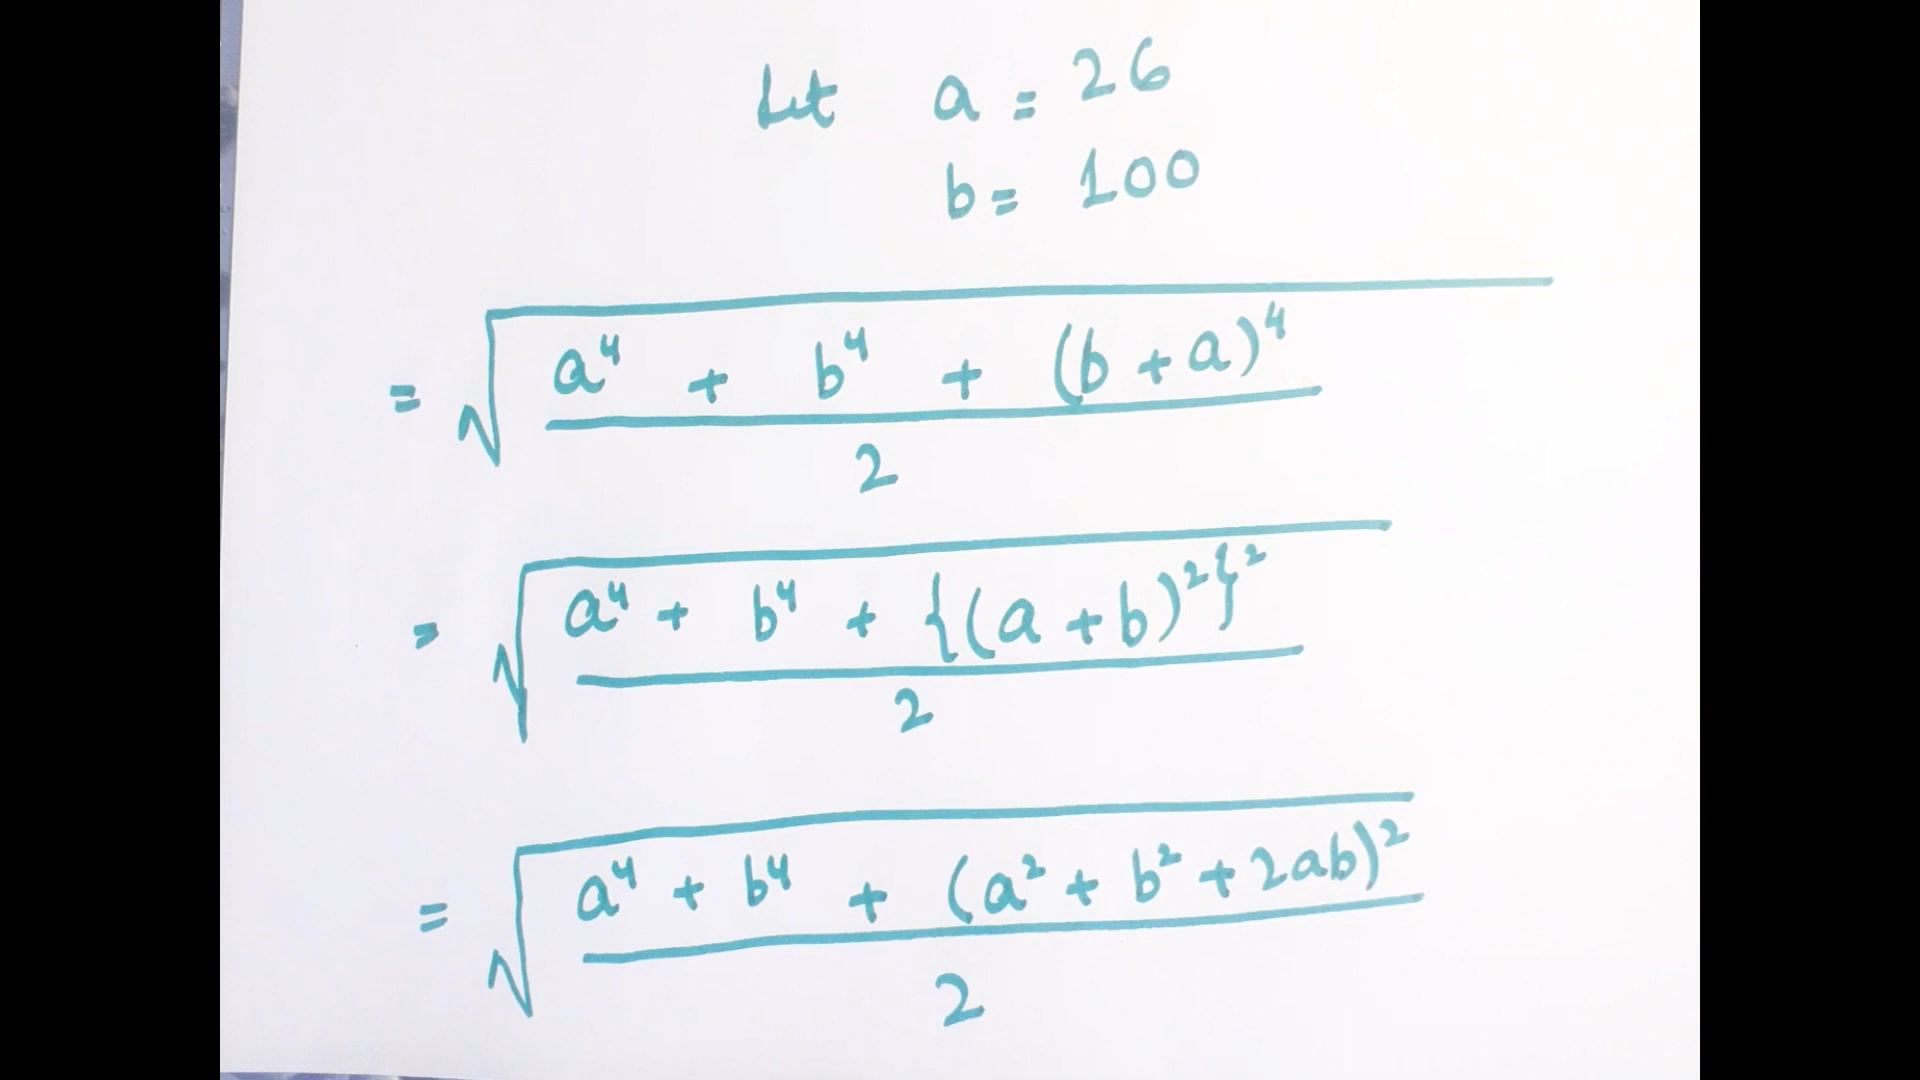 Let a = 26
b = 100
= √((a⁴ + b⁴ + (b + a)⁴)/2)
= √((a⁴ + b⁴ + {(a + b)²}²)/2)
= √((a⁴ + b⁴ + (a² + b² + 2ab)²)/2)